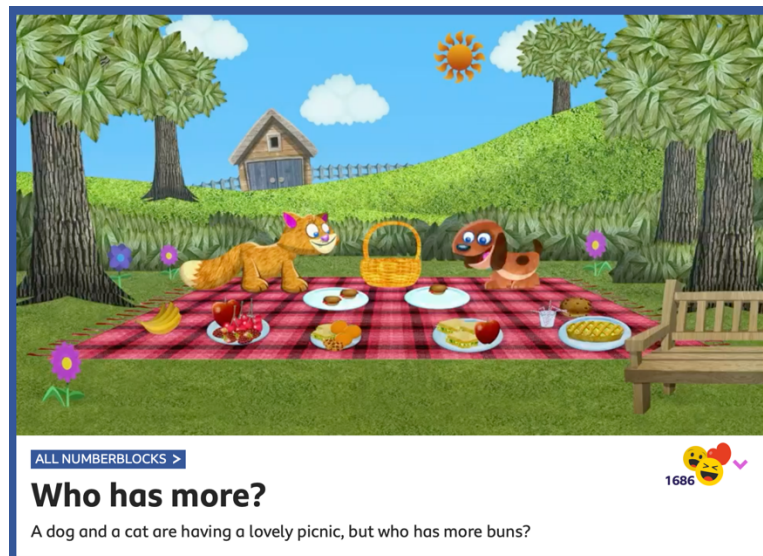 ALL NUMBERBLOCKS >
1686
Who has more?
A dog and a cat are having a lovely picnic, but who has more buns?